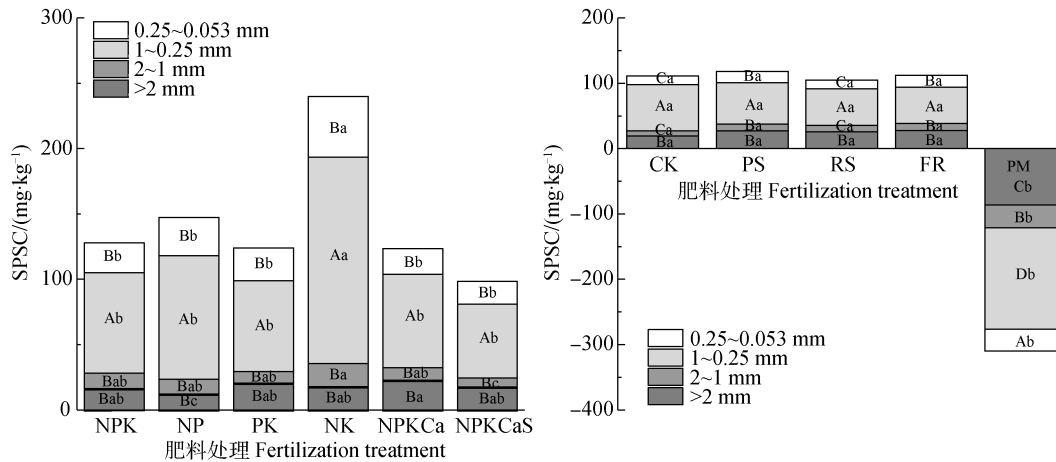 300
200
100
0
SPSC/(mg·kg⁻¹)
0.25~0.053 mm
1~0.25 mm
2~1 mm
>2 mm
Bb
Ab
Bab
Bab
Bb
Ab
Bab
Bc
Bb
Ab
Bab
Bab
Ba
Aa
Ba
Bab
Bb
Ab
Bab
Ba
Bb
Ab
Bc
Bab
NPK NP PK NK NPKCa NPKCaS
肥料处理 Fertilization treatment
200
100
0
−100
−200
−300
−400
SPSC/(mg·kg⁻¹)
Ca
Aa
Ca
Ba
Ba
Aa
Ba
Ba
Ca
Aa
Ca
Ba
Ba
Aa
Ba
Ba
CK PS RS FR PM
肥料处理 Fertilization treatment
Cb
Bb
Db
Ab
0.25~0.053 mm
1~0.25 mm
2~1 mm
>2 mm